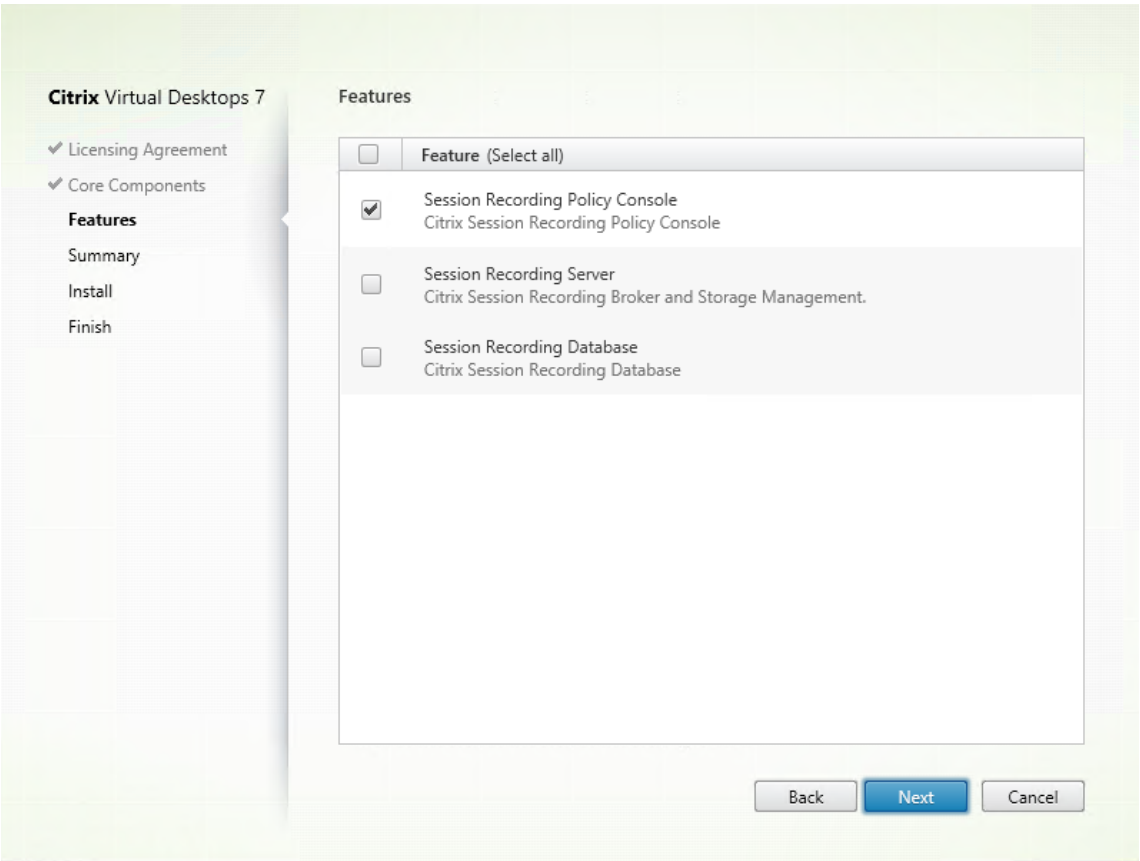 Citrix Virtual Desktops 7
Licensing Agreement
Core Components
Features
Summary
Install
Finish
Features
Feature (Select all)
Session Recording Policy Console
Citrix Session Recording Policy Console
Session Recording Server
Citrix Session Recording Broker and Storage Management.
Session Recording Database
Citrix Session Recording Database
Back
Next
Cancel